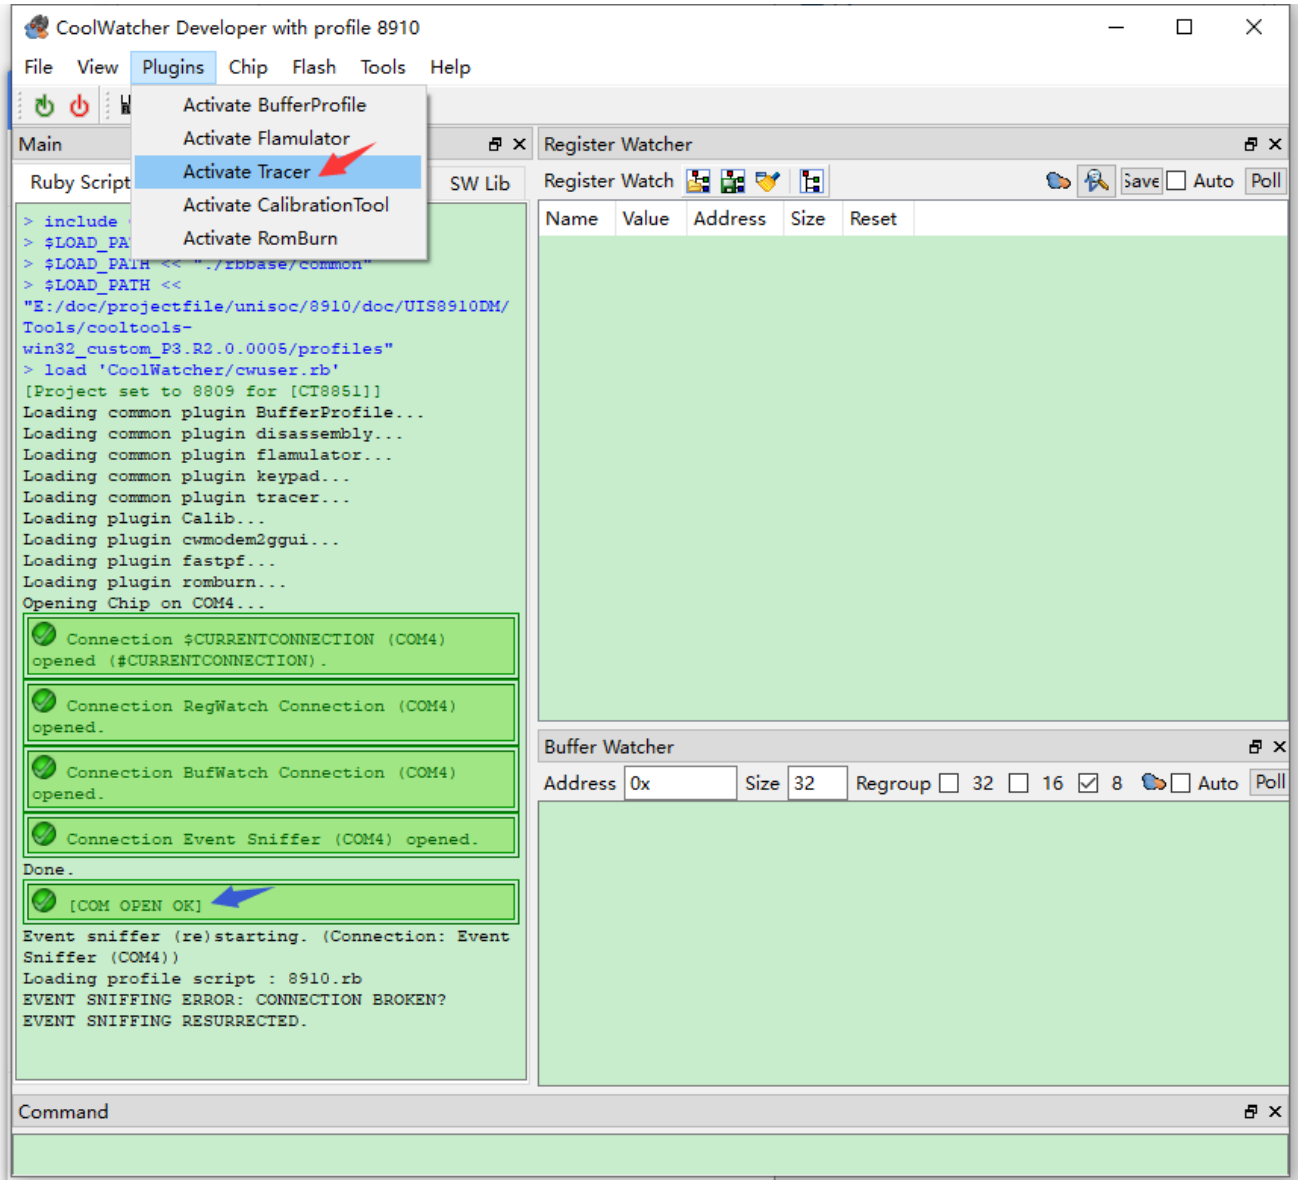 CoolWatcher Developer with profile 8910
File View Plugins Chip Flash Tools Help
Activate BufferProfile
Activate Flamulator
Activate Tracer
Activate CalibrationTool
Activate RomBurn
Main
Ruby Script
SW Lib
> include
> $LOAD_PA
> $LOAD_PATH << "./rbbase/common"
> $LOAD_PATH <<
"E:/doc/projectfile/unisoc/8910/doc/UIS8910DM/
Tools/cooltools-
win32_custom_P3.R2.0.0005/profiles"
> load 'CoolWatcher/cwuser.rb'
[Project set to 8809 for [CT8851]]
Loading common plugin BufferProfile...
Loading common plugin disassembly...
Loading common plugin flamulator...
Loading common plugin keypad...
Loading common plugin tracer...
Loading plugin Calib...
Loading plugin cwmodem2ggui...
Loading plugin fastpf...
Loading plugin romburn...
Opening Chip on COM4...
Connection $CURRENTCONNECTION (COM4)
opened (#CURRENTCONNECTION).
Connection RegWatch Connection (COM4)
opened.
Connection BufWatch Connection (COM4)
opened.
Connection Event Sniffer (COM4) opened.
Done.
[COM OPEN OK]
Event sniffer (re)starting. (Connection: Event
Sniffer (COM4))
Loading profile script : 8910.rb
EVENT SNIFFING ERROR: CONNECTION BROKEN?
EVENT SNIFFING RESURRECTED.
Register Watcher
Register Watch Save Auto Poll
Name Value Address Size Reset
Buffer Watcher
Address 0x Size 32 Regroup 32 16 8 Auto Poll
Command